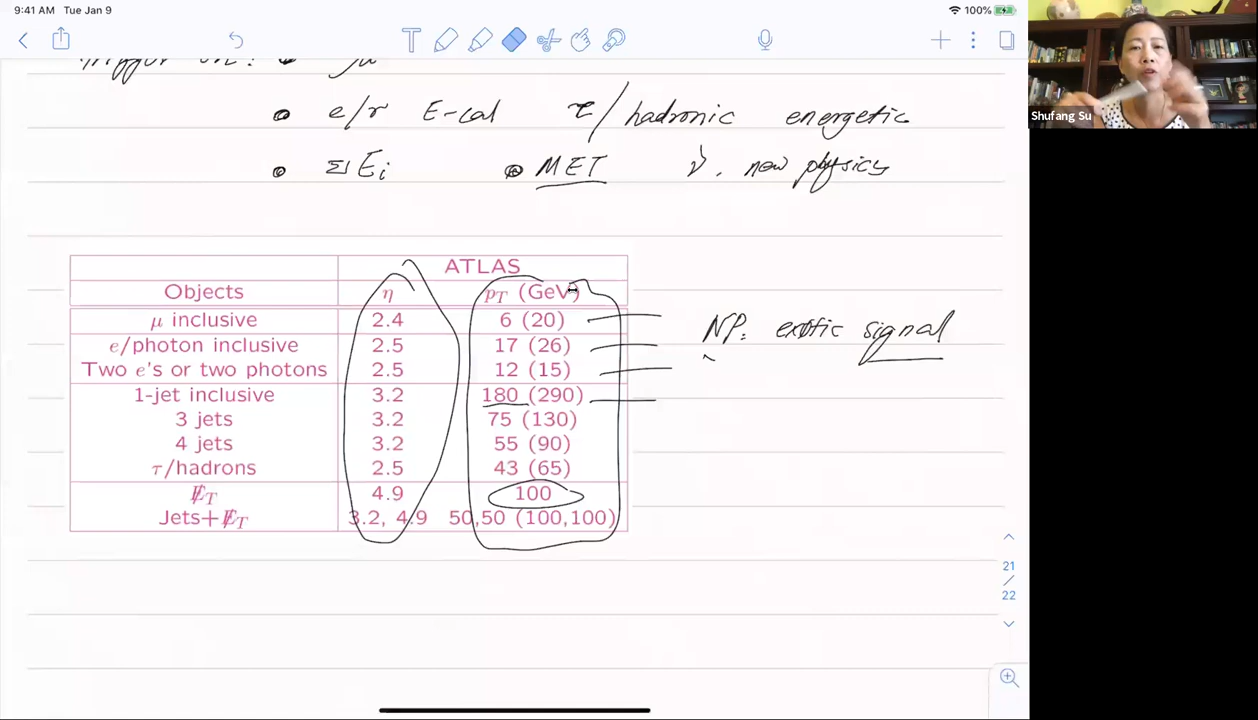 9:41 AM Tue Jan 9
100%
Shufang Su
Trigger on :
e/γ E-Cal τ/hadronic energetic
Σ Ei MET ν, new physics
ATLAS
Objects η pT (GeV)
μ inclusive 2.4 6 (20)
e/photon inclusive 2.5 17 (26)
Two e's or two photons 2.5 12 (15)
1-jet inclusive 3.2 180 (290)
3 jets 3.2 75 (130)
4 jets 3.2 55 (90)
τ/hadrons 2.5 43 (65)
E̸T 4.9 100
Jets+E̸T 3.2, 4.9 50,50 (100,100)
NP: exotic signal
21
/
22